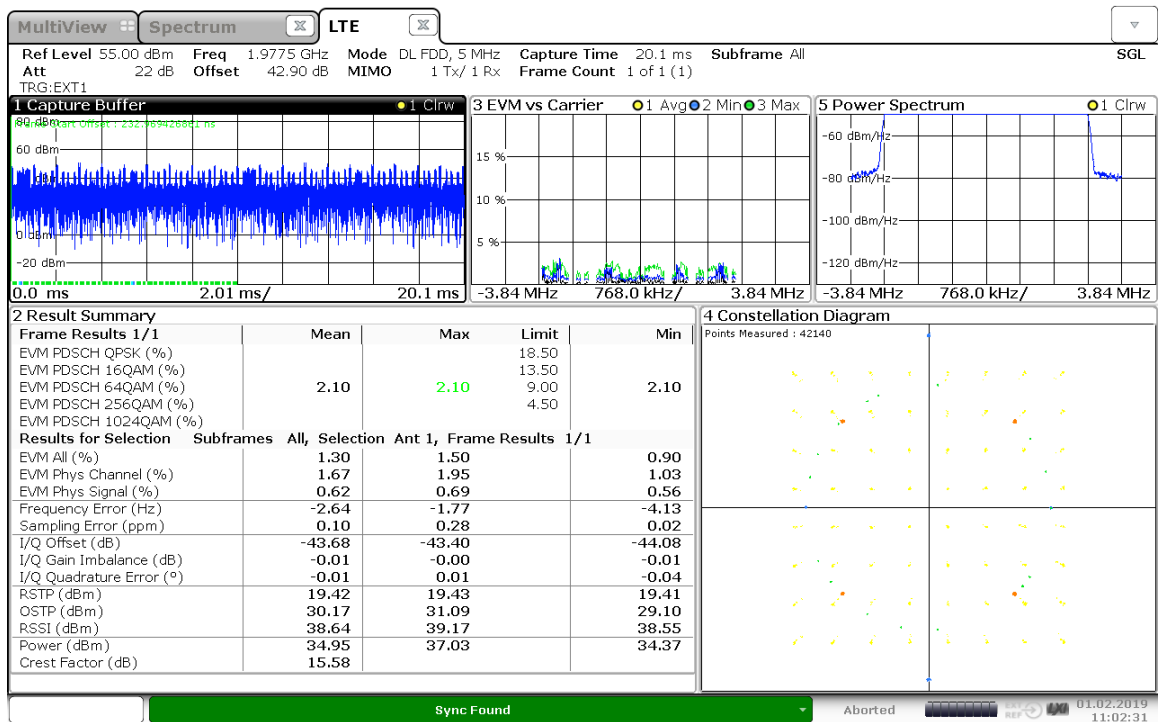 MultiView Spectrum LTE
Ref Level 55.00 dBm Freq 1.9775 GHz Mode DL FDD, 5 MHz Capture Time 20.1 ms Subframe All SGL
Att 22 dB Offset 42.90 dB MIMO 1 Tx/ 1 Rx Frame Count 1 of 1 (1)
TRG:EXT1
1 Capture Buffer 1 Clrw
80 dBm
Frame Start Offset : 232.969426861 ns
60 dBm
0 dBm
-20 dBm
0.0 ms 2.01 ms/ 20.1 ms
3 EVM vs Carrier 1 Avg 2 Min 3 Max
15 %
10 %
5 %
-3.84 MHz 768.0 kHz/ 3.84 MHz
5 Power Spectrum 1 Clrw
-60 dBm/Hz
-80 dBm/Hz
-100 dBm/Hz
-120 dBm/Hz
-3.84 MHz 768.0 kHz/ 3.84 MHz
2 Result Summary
Frame Results 1/1 Mean Max Limit Min
EVM PDSCH QPSK (%) 18.50
EVM PDSCH 16QAM (%) 13.50
EVM PDSCH 64QAM (%) 2.10 2.10 9.00 2.10
EVM PDSCH 256QAM (%) 4.50
EVM PDSCH 1024QAM (%)
Results for Selection Subframes All, Selection Ant 1, Frame Results 1/1
EVM All (%) 1.30 1.50 0.90
EVM Phys Channel (%) 1.67 1.95 1.03
EVM Phys Signal (%) 0.62 0.69 0.56
Frequency Error (Hz) -2.64 -1.77 -4.13
Sampling Error (ppm) 0.10 0.28 0.02
I/Q Offset (dB) -43.68 -43.40 -44.08
I/Q Gain Imbalance (dB) -0.01 -0.00 -0.01
I/Q Quadrature Error (°) -0.01 0.01 -0.04
RSTP (dBm) 19.42 19.43 19.41
OSTP (dBm) 30.17 31.09 29.10
RSSI (dBm) 38.64 39.17 38.55
Power (dBm) 34.95 37.03 34.37
Crest Factor (dB) 15.58
4 Constellation Diagram
Points Measured : 42140
Sync Found Aborted EXT REF LXI 01.02.2019
11:02:31